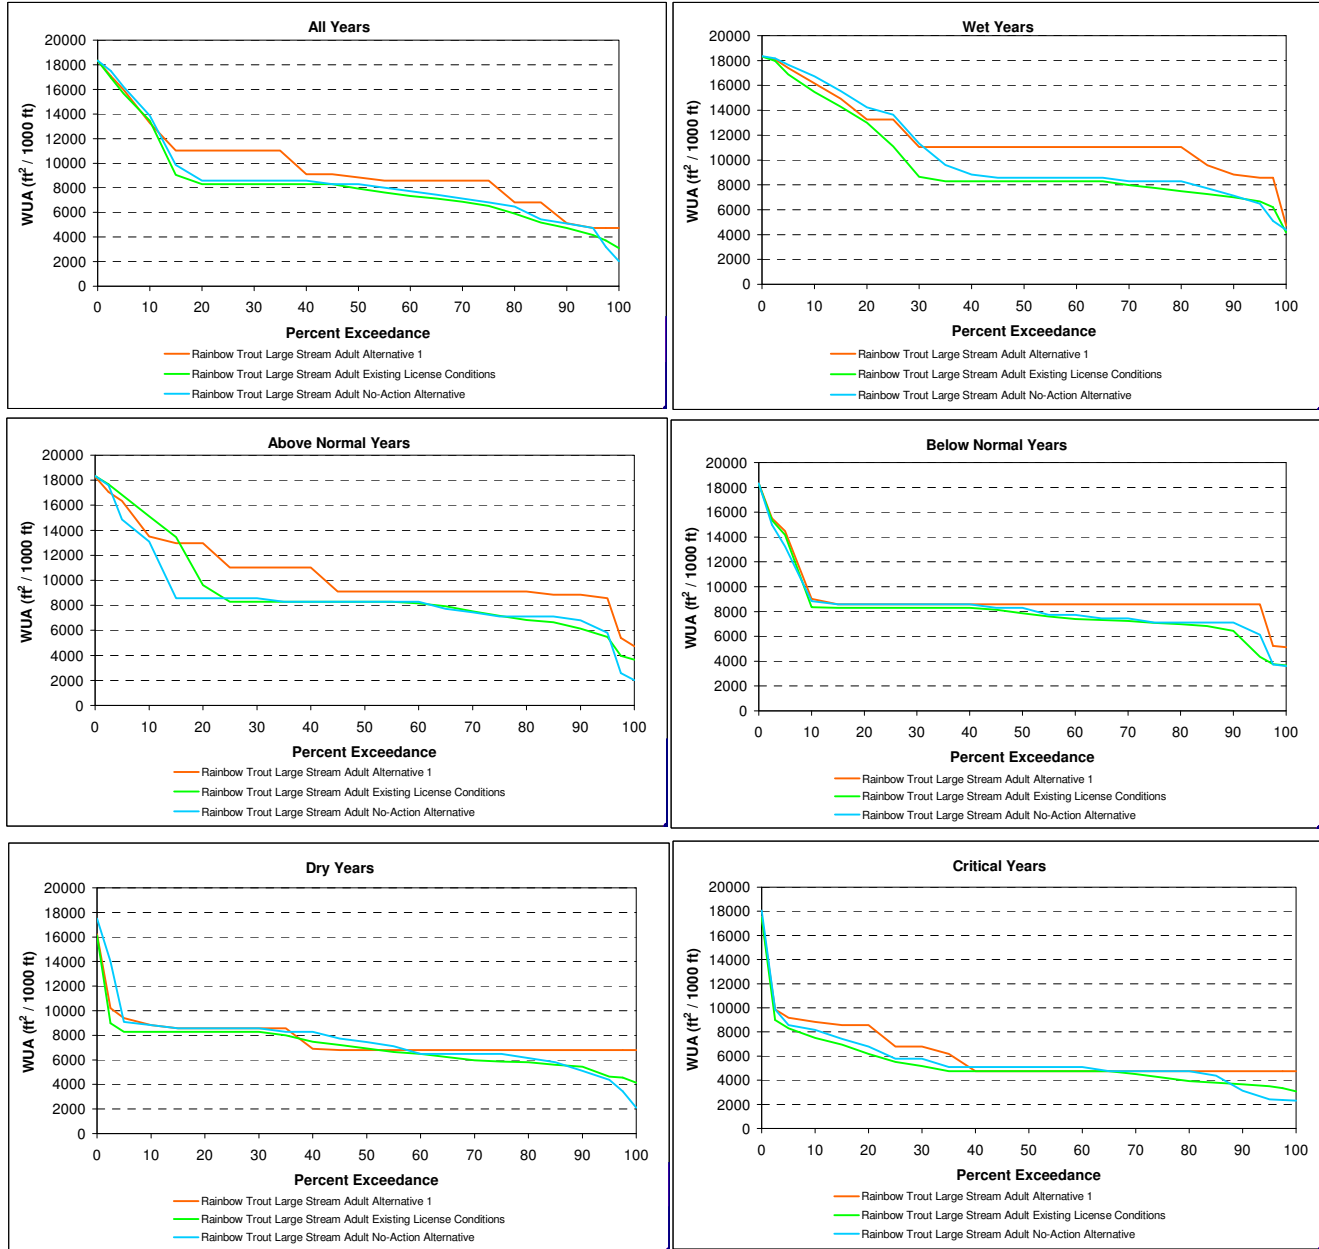 All Years
WUA (ft² / 1000 ft)
20000
18000
16000
14000
12000
10000
8000
6000
4000
2000
0
0 10 20 30 40 50 60 70 80 90 100
Percent Exceedance
Rainbow Trout Large Stream Adult Alternative 1
Rainbow Trout Large Stream Adult Existing License Conditions
Rainbow Trout Large Stream Adult No-Action Alternative
Wet Years
WUA (ft² / 1000 ft)
20000
18000
16000
14000
12000
10000
8000
6000
4000
2000
0
0 10 20 30 40 50 60 70 80 90 100
Percent Exceedance
Rainbow Trout Large Stream Adult Alternative 1
Rainbow Trout Large Stream Adult Existing License Conditions
Rainbow Trout Large Stream Adult No-Action Alternative
Above Normal Years
WUA (ft² / 1000 ft)
20000
18000
16000
14000
12000
10000
8000
6000
4000
2000
0
0 10 20 30 40 50 60 70 80 90 100
Percent Exceedance
Rainbow Trout Large Stream Adult Alternative 1
Rainbow Trout Large Stream Adult Existing License Conditions
Rainbow Trout Large Stream Adult No-Action Alternative
Below Normal Years
WUA (ft² / 1000 ft)
20000
18000
16000
14000
12000
10000
8000
6000
4000
2000
0
0 10 20 30 40 50 60 70 80 90 100
Percent Exceedance
Rainbow Trout Large Stream Adult Alternative 1
Rainbow Trout Large Stream Adult Existing License Conditions
Rainbow Trout Large Stream Adult No-Action Alternative
Dry Years
WUA (ft² / 1000 ft)
20000
18000
16000
14000
12000
10000
8000
6000
4000
2000
0
0 10 20 30 40 50 60 70 80 90 100
Percent Exceedance
Rainbow Trout Large Stream Adult Alternative 1
Rainbow Trout Large Stream Adult Existing License Conditions
Rainbow Trout Large Stream Adult No-Action Alternative
Critical Years
WUA (ft² / 1000 ft)
20000
18000
16000
14000
12000
10000
8000
6000
4000
2000
0
0 10 20 30 40 50 60 70 80 90 100
Percent Exceedance
Rainbow Trout Large Stream Adult Alternative 1
Rainbow Trout Large Stream Adult Existing License Conditions
Rainbow Trout Large Stream Adult No-Action Alternative